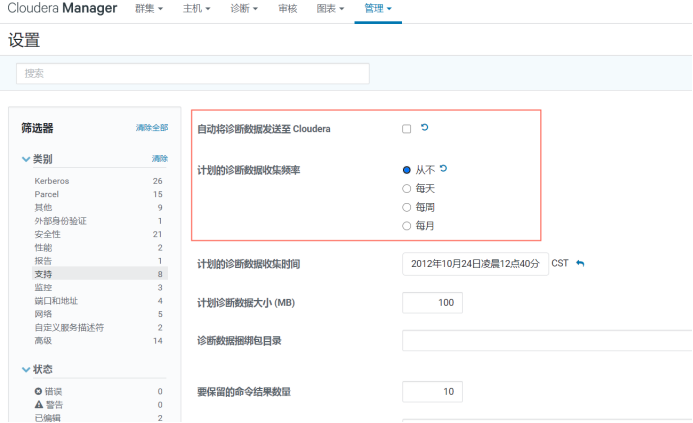 Cloudera Manager 群集 主机 诊断 审核 图表 管理
设置
搜索
筛选器 清除全部
类别 清除
Kerberos 26
Parcel 15
其他 9
外部身份验证 1
安全性 21
性能 2
报告 1
支持 8
监控 3
端口和地址 4
网络 5
自定义服务描述符 2
高级 14
状态
错误 0
警告 0
已编辑 2
自动将诊断数据发送至 Cloudera
计划的诊断数据收集频率 从不
每天
每周
每月
计划的诊断数据收集时间 2012年10月24日凌晨12点40分 CST
计划诊断数据大小 (MB) 100
诊断数据捆绑包目录
要保留的命令结果数量 10